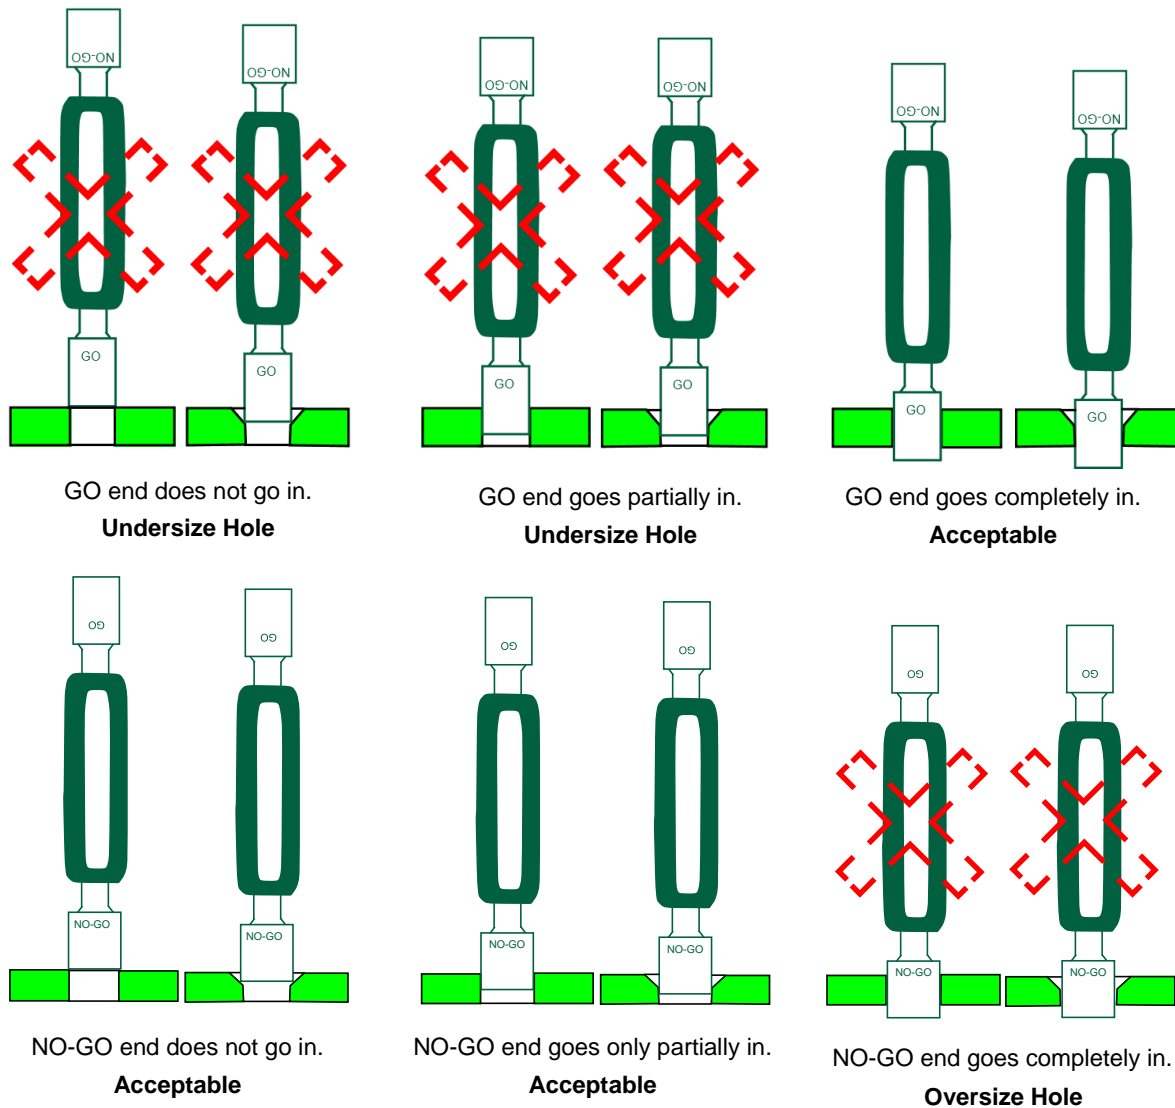 NO-GO
NO-GO
NO-GO
NO-GO
NO-GO
NO-GO
GO
GO
GO
GO
GO
GO
GO end does not go in.
Undersize Hole
GO end goes partially in.
Undersize Hole
GO end goes completely in.
Acceptable
GO
GO
GO
GO
GO
GO
NO-GO
NO-GO
NO-GO
NO-GO
NO-GO
NO-GO
NO-GO end does not go in.
Acceptable
NO-GO end goes only partially in.
Acceptable
NO-GO end goes completely in.
Oversize Hole